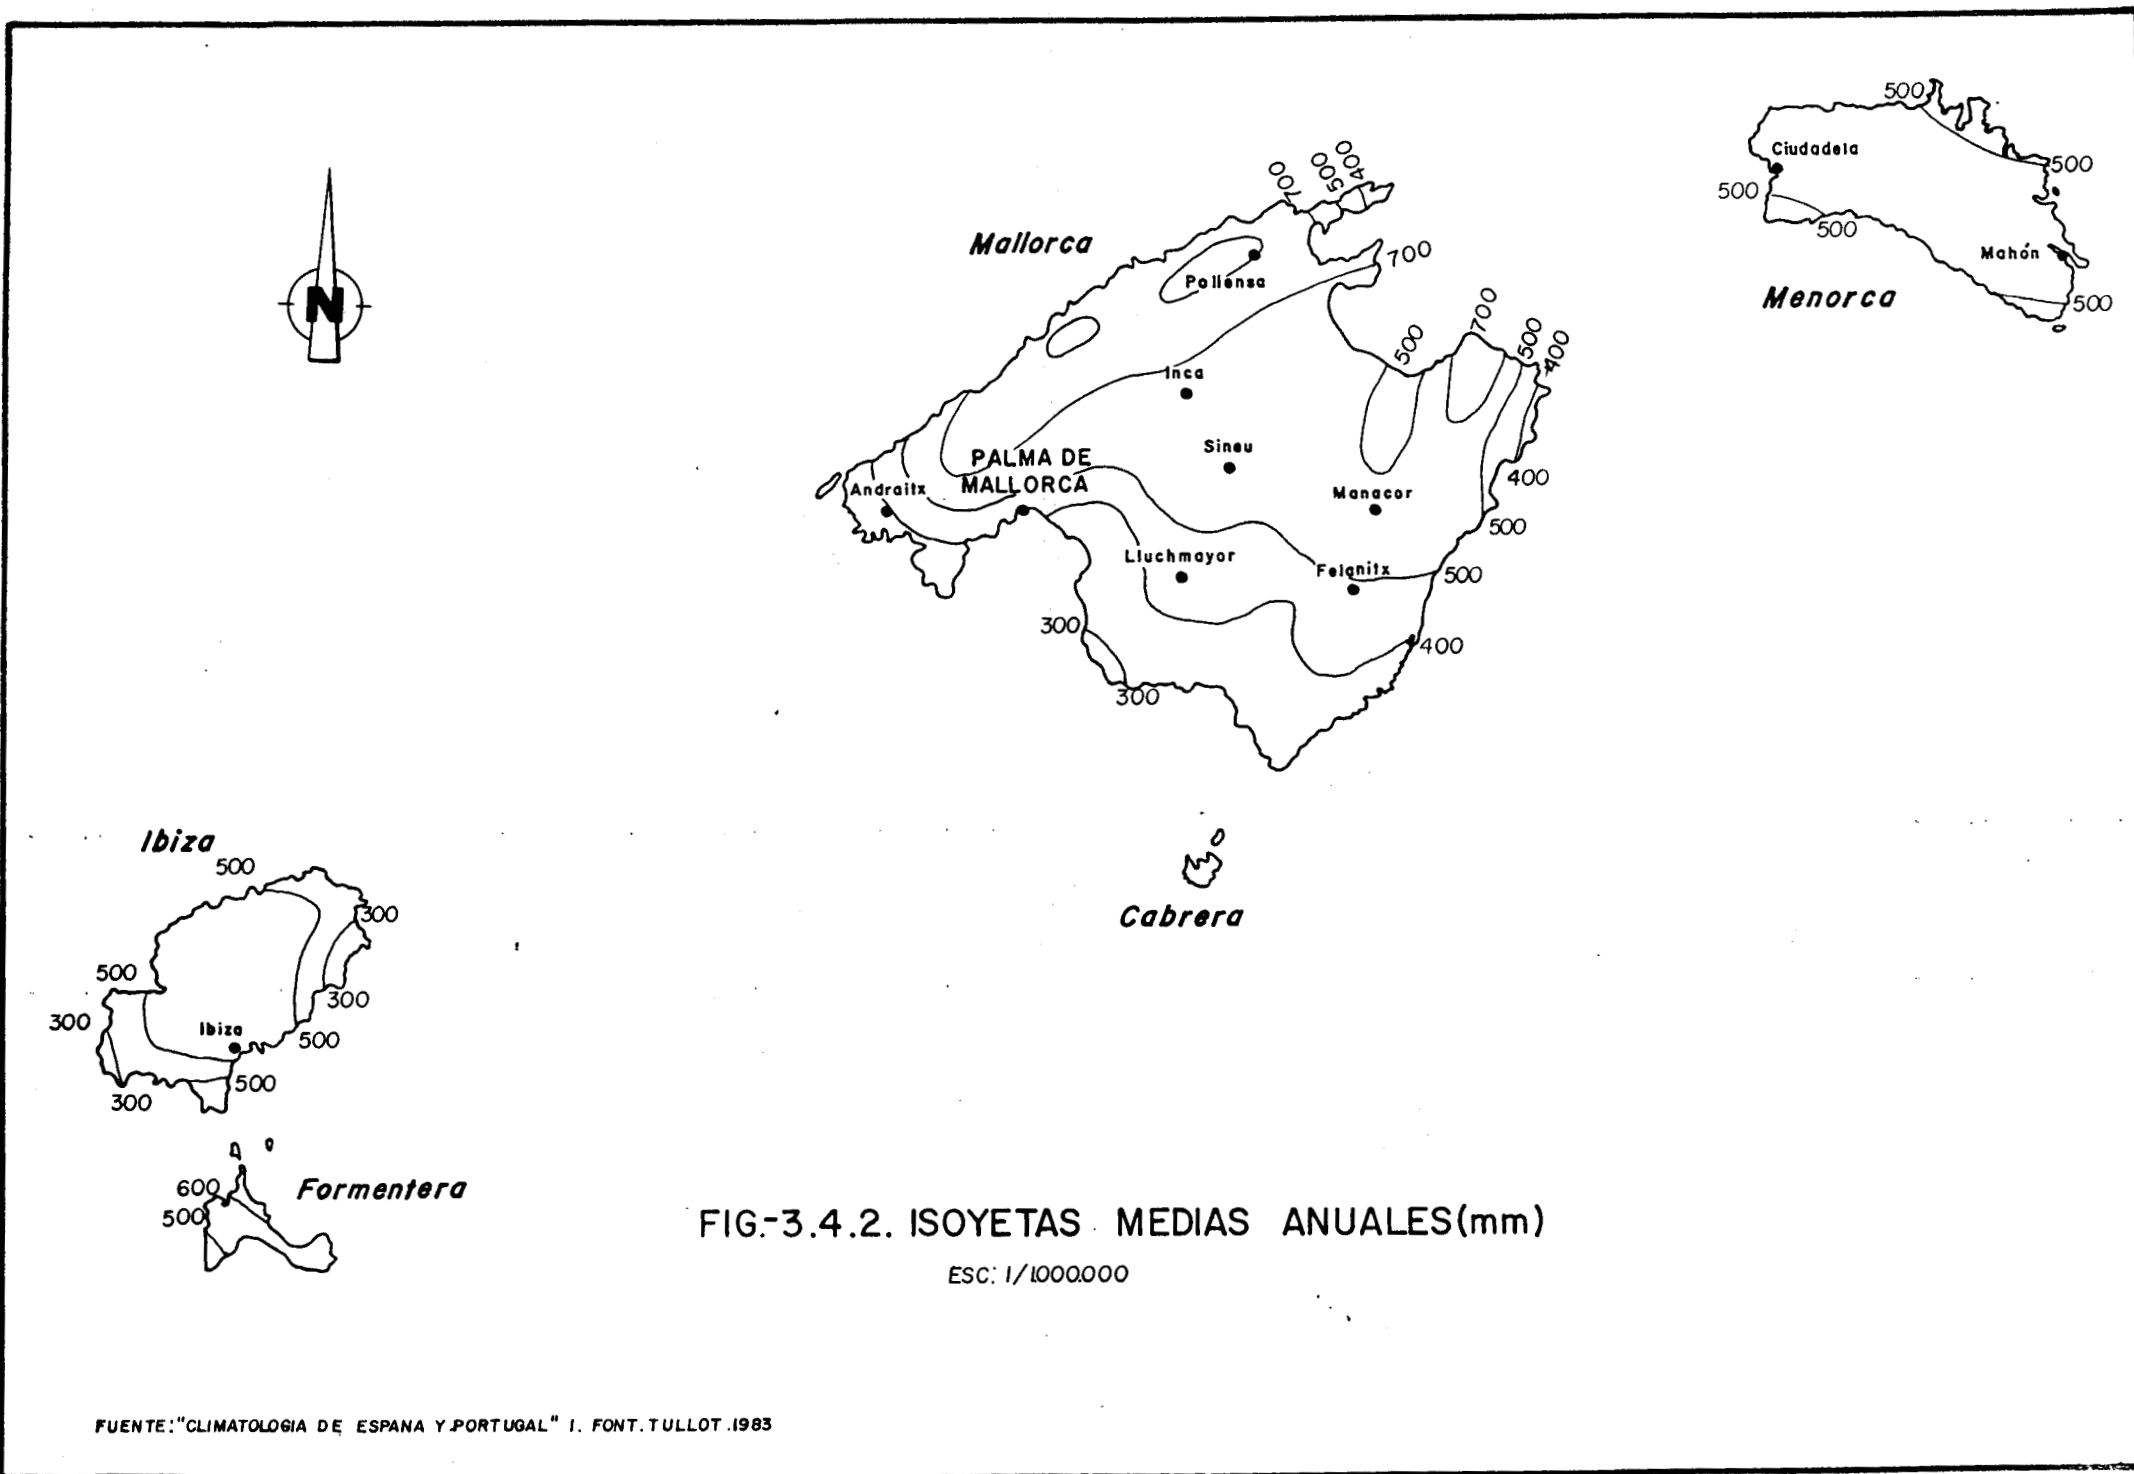 500
Ciudadela
500
500
500
Mahón
500
Menorca
N
Mallorca
700
500
400
Pollensa
700
500
700
500
400
Inca
Sineu
PALMA DE
MALLORCA
Andraitx
Manacor
400
500
Lluchmayor
Felanitx
500
300
400
300
Cabrera
Ibiza
500
300
500
300
300
Ibiza
500
500
300
600
500
Formentera
FIG.-3.4.2. ISOYETAS MEDIAS ANUALES(mm)
ESC: 1/1.000.000
FUENTE: "CLIMATOLOGIA DE ESPANA Y PORTUGAL" I. FONT. TULLOT .1983